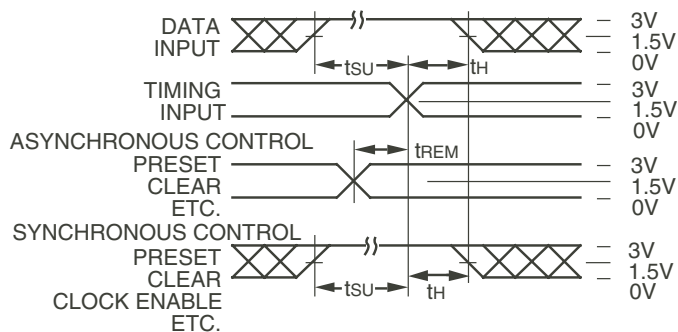 DATA INPUT
3V
1.5V
0V
tSU
tH
TIMING INPUT
3V
1.5V
0V
ASYNCHRONOUS CONTROL
tREM
PRESET
CLEAR
ETC.
3V
1.5V
0V
SYNCHRONOUS CONTROL
PRESET
CLEAR
CLOCK ENABLE
ETC.
3V
1.5V
0V
tSU
tH